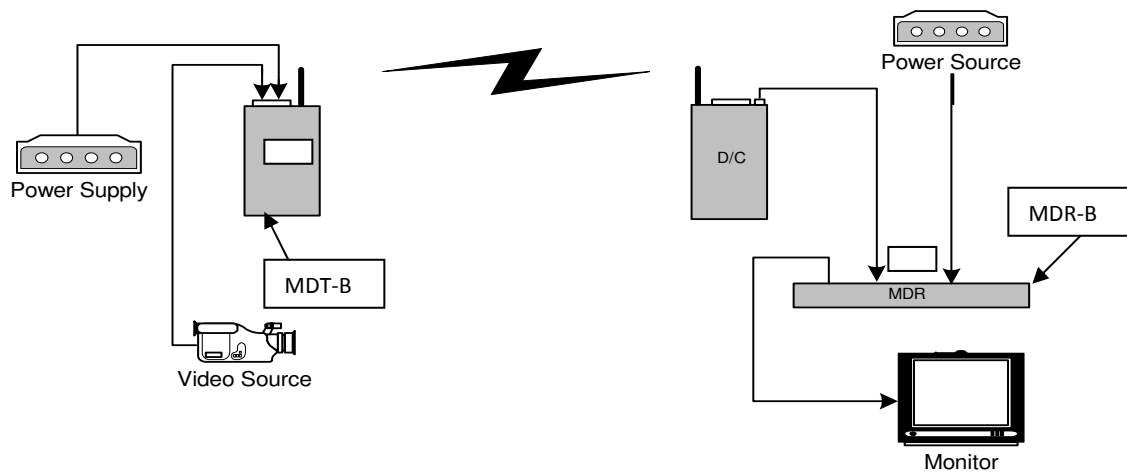 Power Source
D/C
Power Supply
MDR-B
MDT-B
MDR
Video Source
Monitor